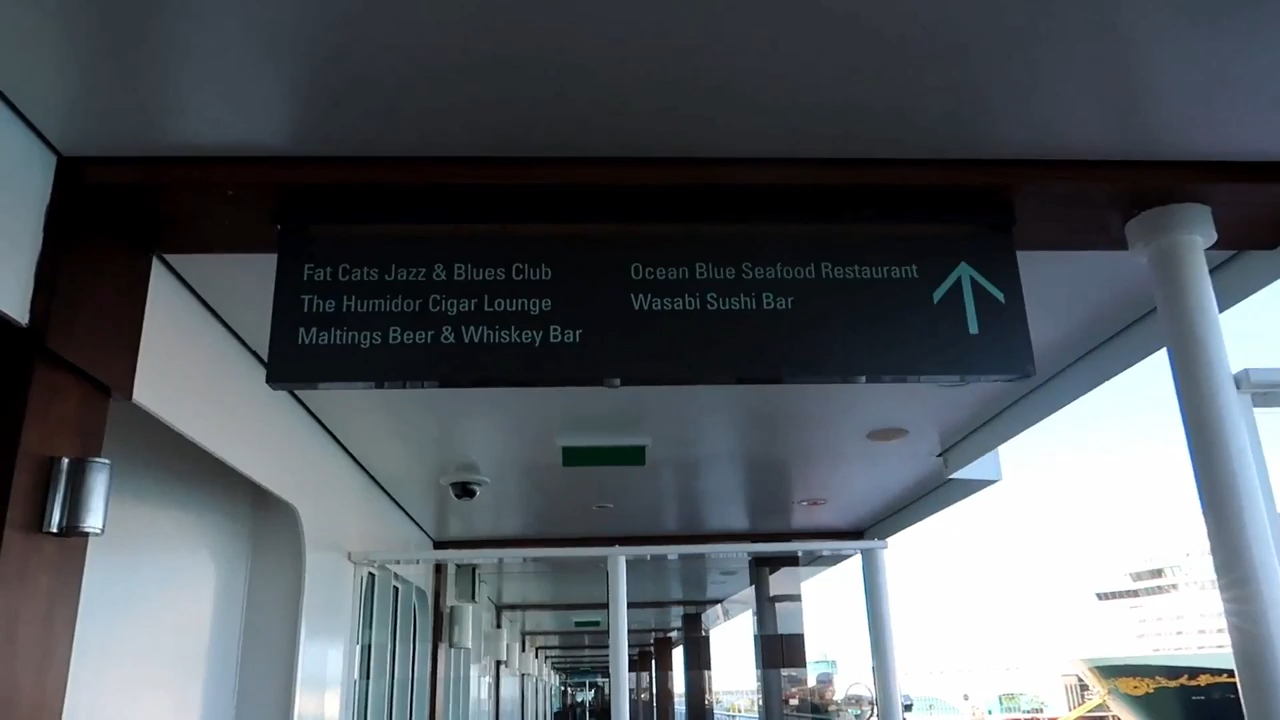 Fat Cats Jazz & Blues Club
The Humidor Cigar Lounge
Maltings Beer & Whiskey Bar
Ocean Blue Seafood Restaurant
Wasabi Sushi Bar